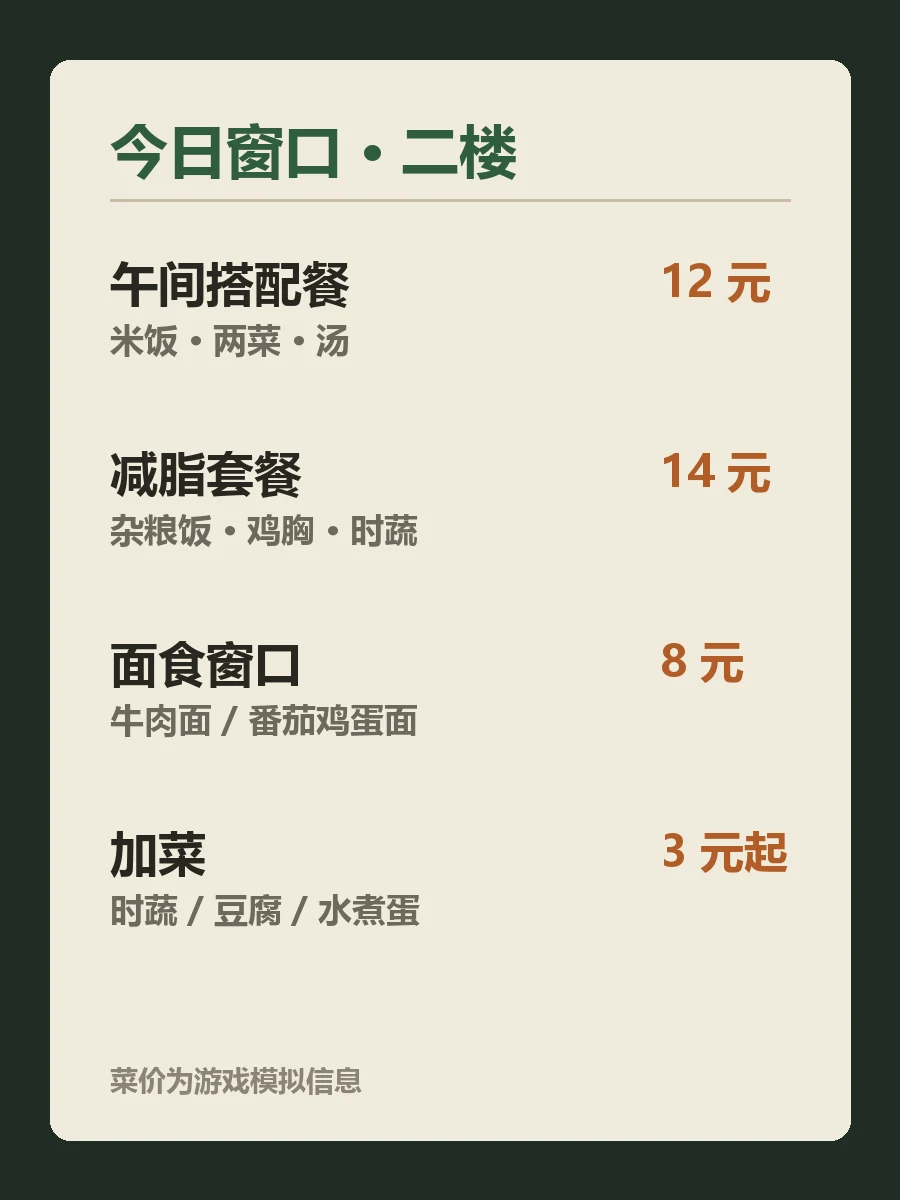 今日窗口·二楼
午间搭配餐 12 元
米饭·两菜·汤
减脂套餐 14 元
杂粮饭·鸡胸·时蔬
面食窗口 8 元
牛肉面 / 番茄鸡蛋面
加菜 3 元起
时蔬 / 豆腐 / 水煮蛋
菜价为游戏模拟信息